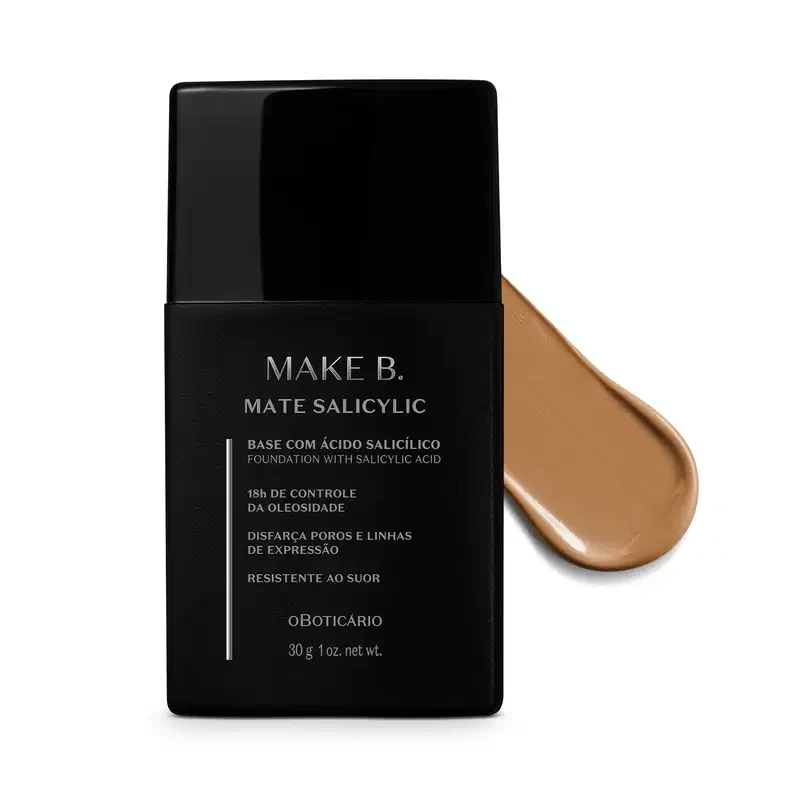 MAKE B.
MATE SALICYLIC
BASE COM ÁCIDO SALICÍLICO
FOUNDATION WITH SALICYLIC ACID
18h DE CONTROLE
DA OLEOSIDADE
DISFARÇA POROS E LINHAS
DE EXPRESSÃO
RESISTENTE AO SUOR
oBOTICÁRIO
30 g 1 oz. net wt.